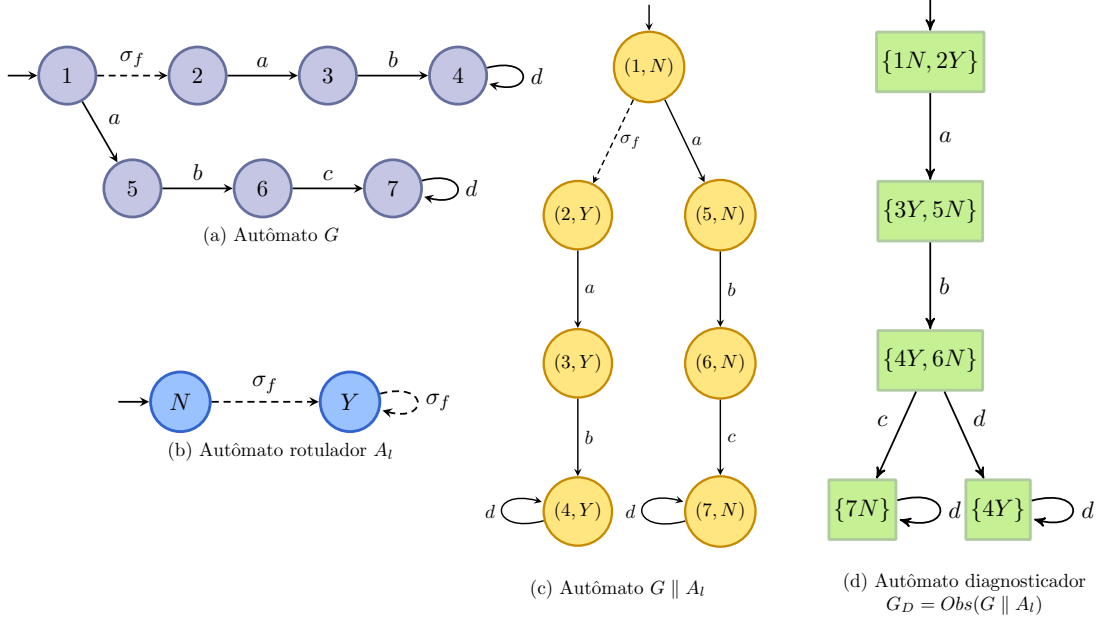 1
σ_f
2
a
3
b
4
d
a
5
b
6
c
7
d
(a) Autômato G
N
σ_f
Y
σ_f
(b) Autômato rotulador A_l
(1, N)
σ_f
a
(2, Y)
(5, N)
a
b
(3, Y)
(6, N)
b
c
d
(4, Y)
d
(7, N)
(c) Autômato G ∥ A_l
{1N, 2Y}
a
{3Y, 5N}
b
{4Y, 6N}
c
d
{7N}
d
{4Y}
d
(d) Autômato diagnosticador
G_D = Obs(G ∥ A_l)